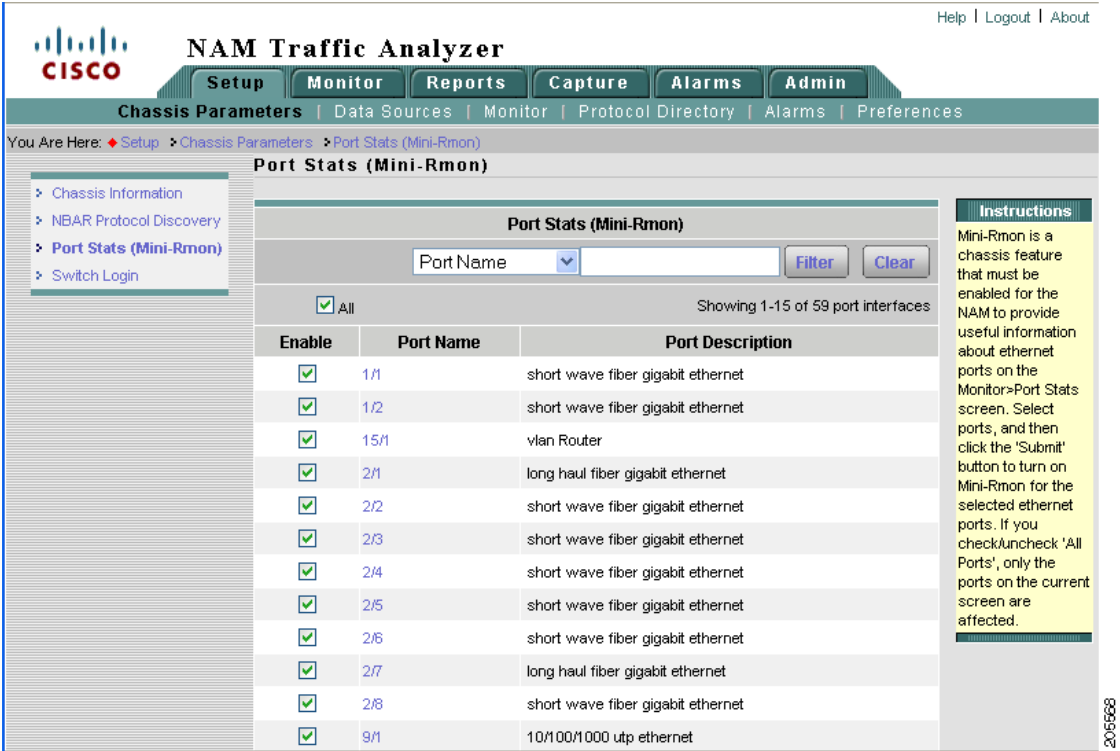 Help | Logout | About
CISCO
NAM Traffic Analyzer
Setup Monitor Reports Capture Alarms Admin
Chassis Parameters | Data Sources | Monitor | Protocol Directory | Alarms | Preferences
You Are Here: Setup Chassis Parameters Port Stats (Mini-Rmon)
Port Stats (Mini-Rmon)
Chassis Information
NBAR Protocol Discovery
Port Stats (Mini-Rmon)
Switch Login
Port Stats (Mini-Rmon)
Port Name Filter Clear
All Showing 1-15 of 59 port interfaces
Enable Port Name Port Description
1/1 short wave fiber gigabit ethernet
1/2 short wave fiber gigabit ethernet
15/1 vlan Router
2/1 long haul fiber gigabit ethernet
2/2 short wave fiber gigabit ethernet
2/3 short wave fiber gigabit ethernet
2/4 short wave fiber gigabit ethernet
2/5 short wave fiber gigabit ethernet
2/6 short wave fiber gigabit ethernet
2/7 long haul fiber gigabit ethernet
2/8 short wave fiber gigabit ethernet
9/1 10/100/1000 utp ethernet
Instructions
Mini-Rmon is a
chassis feature
that must be
enabled for the
NAM to provide
useful information
about ethernet
ports on the
Monitor>Port Stats
screen. Select
ports, and then
click the 'Submit'
button to turn on
Mini-Rmon for the
selected ethernet
ports. If you
check/uncheck 'All
Ports', only the
ports on the current
screen are
affected.
205568